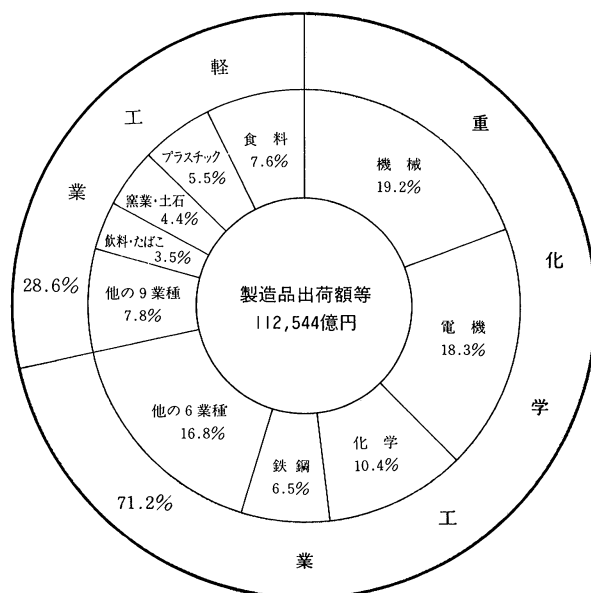 軽工業
28.6%
重化学工業
71.2%
機械
19.2%
電機
18.3%
化学
10.4%
鉄鋼
6.5%
他の6業種
16.8%
他の9業種
7.8%
飲料・たばこ
3.5%
窯業・土石
4.4%
プラスチック
5.5%
食料
7.6%
製造品出荷額等
112,544億円